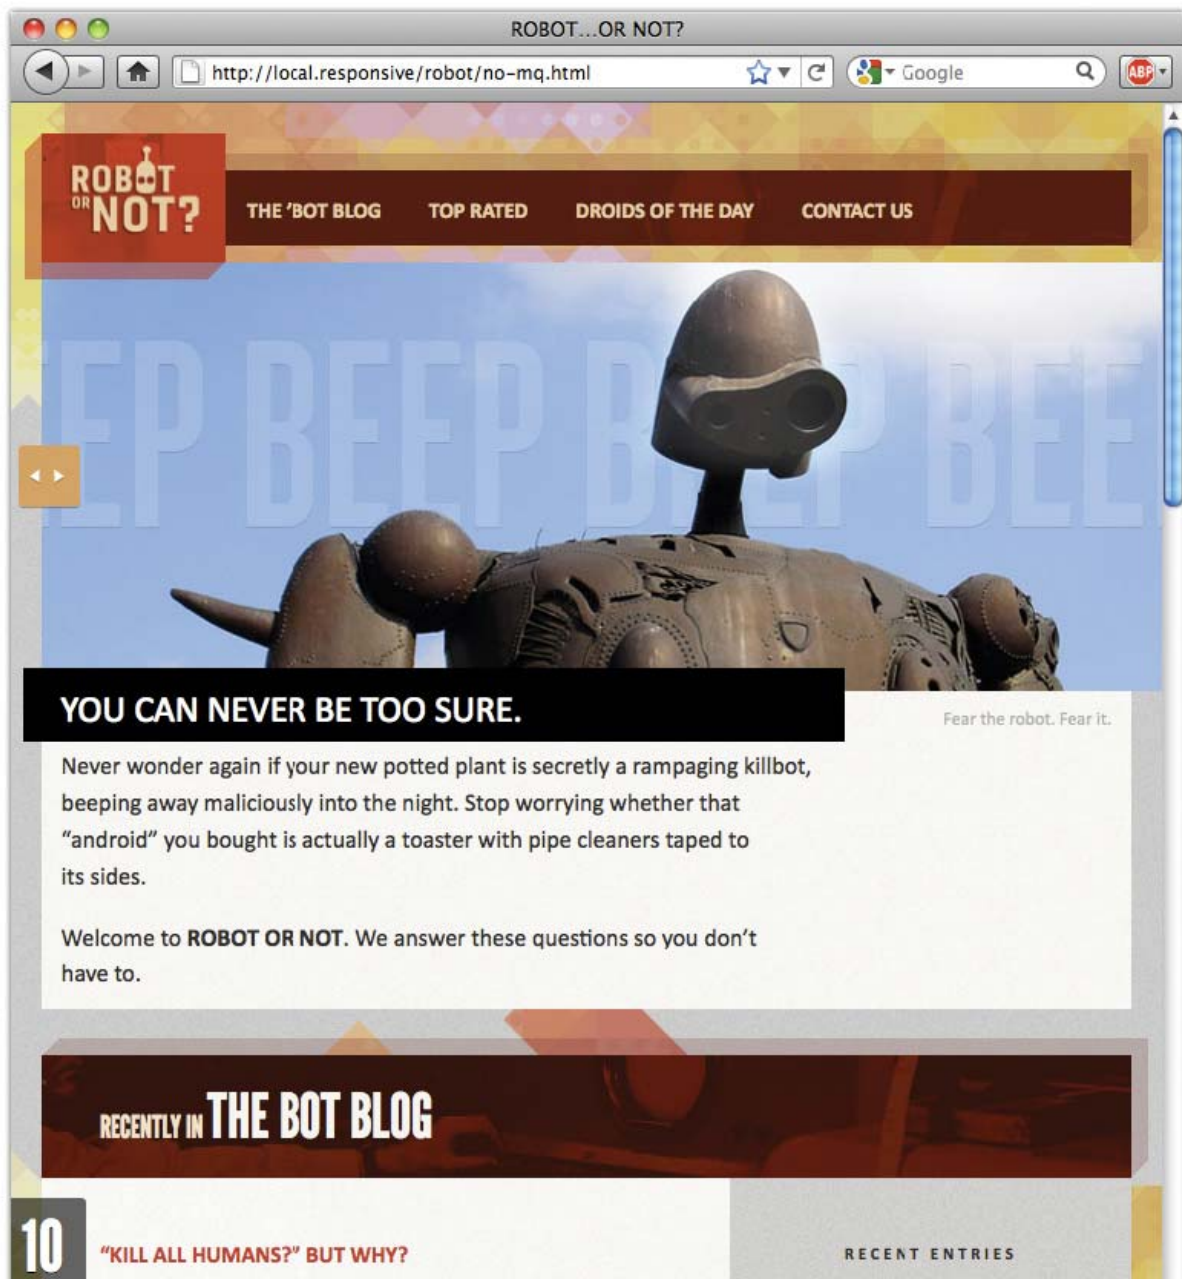 ROBOT...OR NOT?
http://local.responsive/robot/no-mq.html
Google
ABP
ROBOT
OR NOT?
THE ’BOT BLOG TOP RATED DROIDS OF THE DAY CONTACT US
EEP BEEP BEEP BEE
YOU CAN NEVER BE TOO SURE.
Fear the robot. Fear it.
Never wonder again if your new potted plant is secretly a rampaging killbot,
beeping away maliciously into the night. Stop worrying whether that
“android” you bought is actually a toaster with pipe cleaners taped to
its sides.
Welcome to ROBOT OR NOT. We answer these questions so you don’t
have to.
RECENTLY IN THE BOT BLOG
10
“KILL ALL HUMANS?” BUT WHY?
RECENT ENTRIES